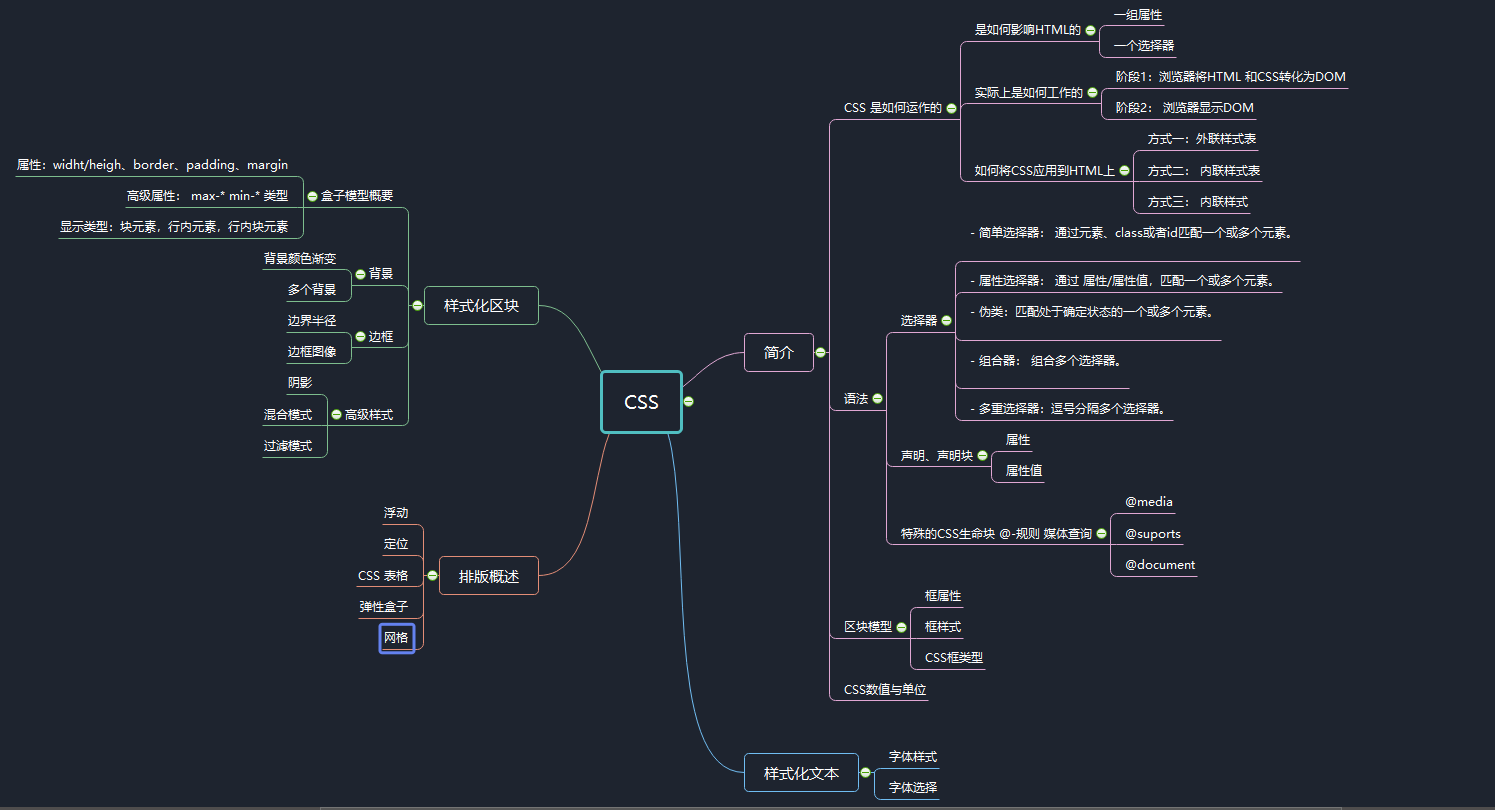 CSS
简介
CSS 是如何运作的
是如何影响HTML的
一组属性
一个选择器
实际上是如何工作的
阶段1：浏览器将HTML 和CSS转化为DOM
阶段2： 浏览器显示DOM
如何将CSS应用到HTML上
方式一：外联样式表
方式二： 内联样式表
方式三： 内联样式
语法
选择器
- 简单选择器： 通过元素、class或者id匹配一个或多个元素。
- 属性选择器： 通过 属性/属性值，匹配一个或多个元素。
- 伪类：匹配处于确定状态的一个或多个元素。
- 组合器： 组合多个选择器。
- 多重选择器：逗号分隔多个选择器。
声明、声明块
属性
属性值
特殊的CSS生命块 @-规则 媒体查询
@media
@suports
@document
区块模型
框属性
框样式
CSS框类型
CSS数值与单位
样式化文本
字体样式
字体选择
样式化区块
盒子模型概要
属性：widht/heigh、border、padding、margin
高级属性： max-* min-* 类型
显示类型：块元素，行内元素，行内块元素
背景
背景颜色渐变
多个背景
边框
边界半径
边框图像
高级样式
阴影
混合模式
过滤模式
排版概述
浮动
定位
CSS 表格
弹性盒子
网格